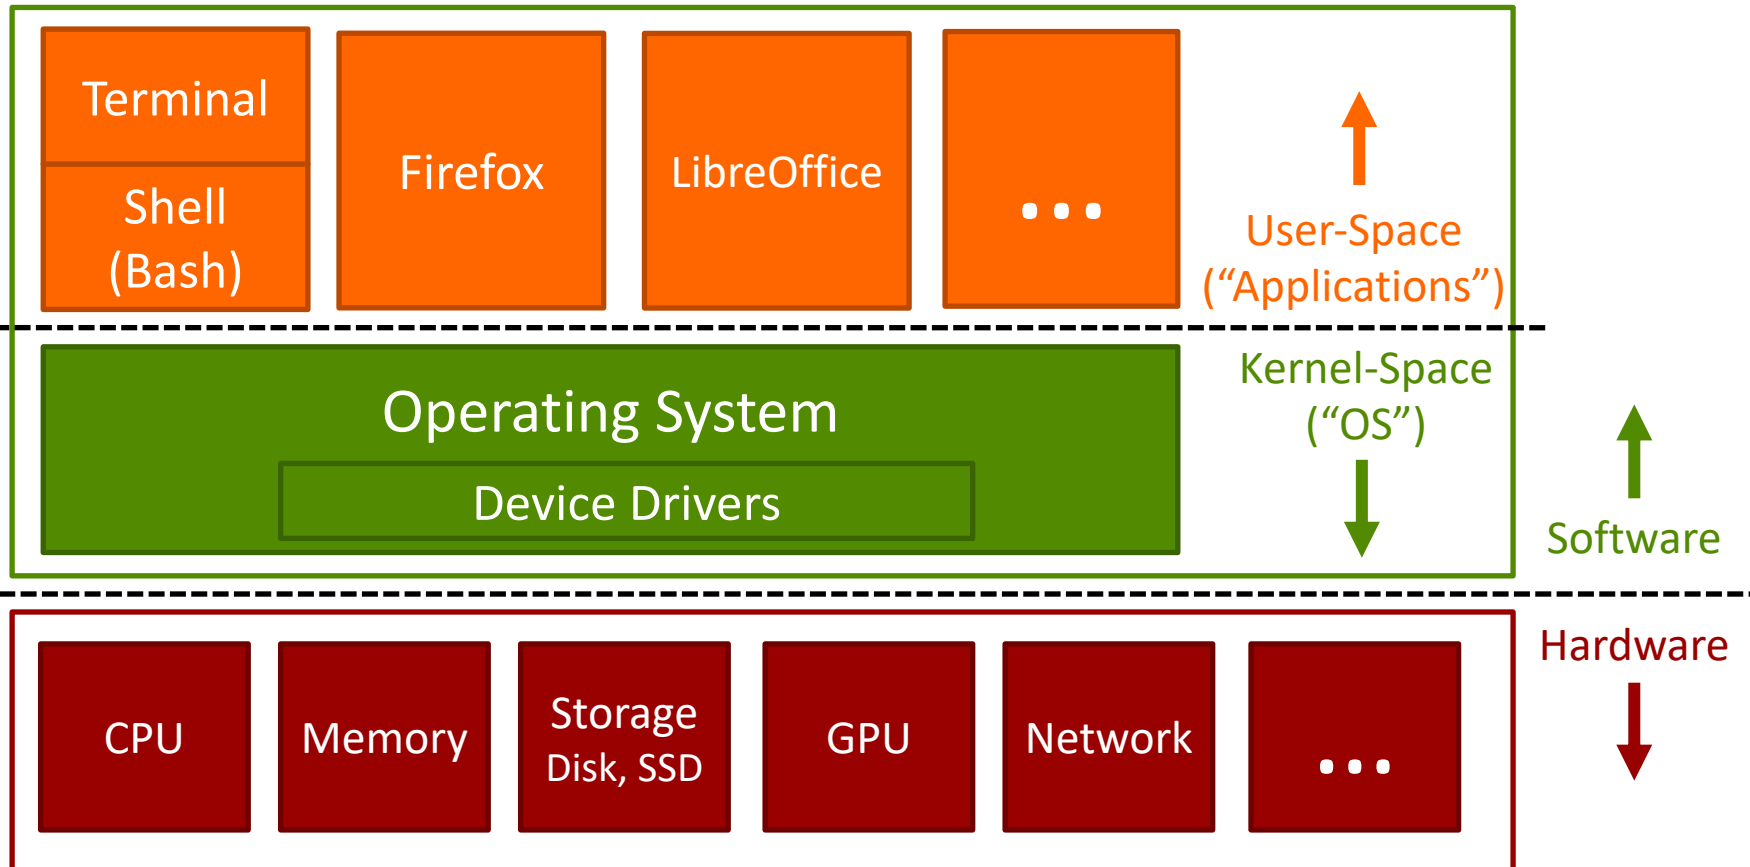 Terminal
Shell
(Bash)
Firefox
LibreOffice
...
User-Space
(“Applications”)
Operating System
Device Drivers
Kernel-Space
(“OS”)
Software
Hardware
CPU
Memory
Storage
Disk, SSD
GPU
Network
...